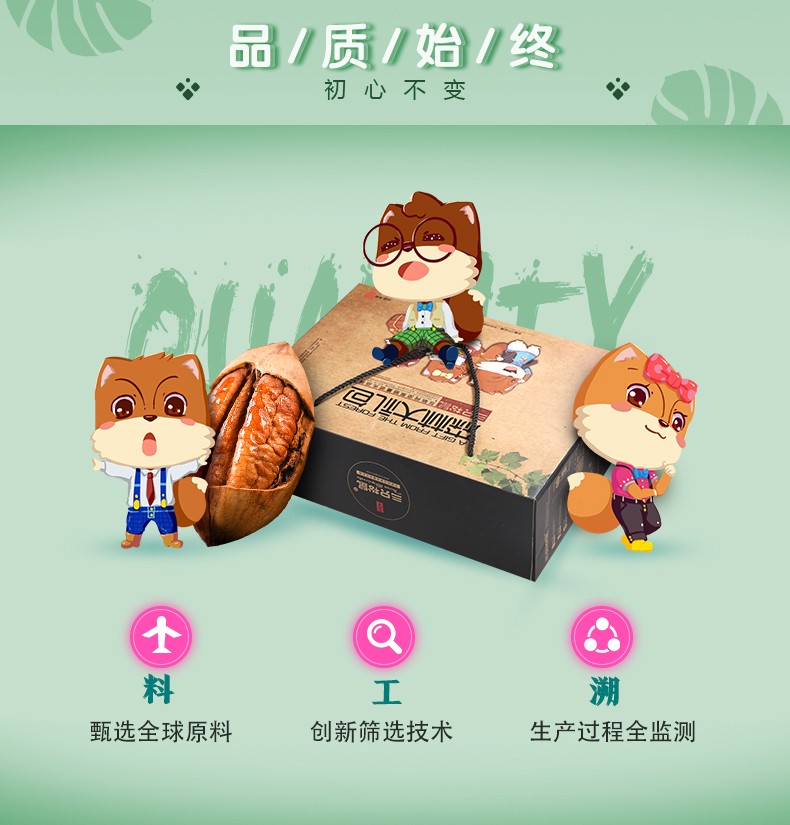 品/质/始/终
初心不变
QUALITY
A GIFT FROM THE FOREST
森林大礼包
三只松鼠
料
工
溯
甄选全球原料
创新筛选技术
生产过程全监测